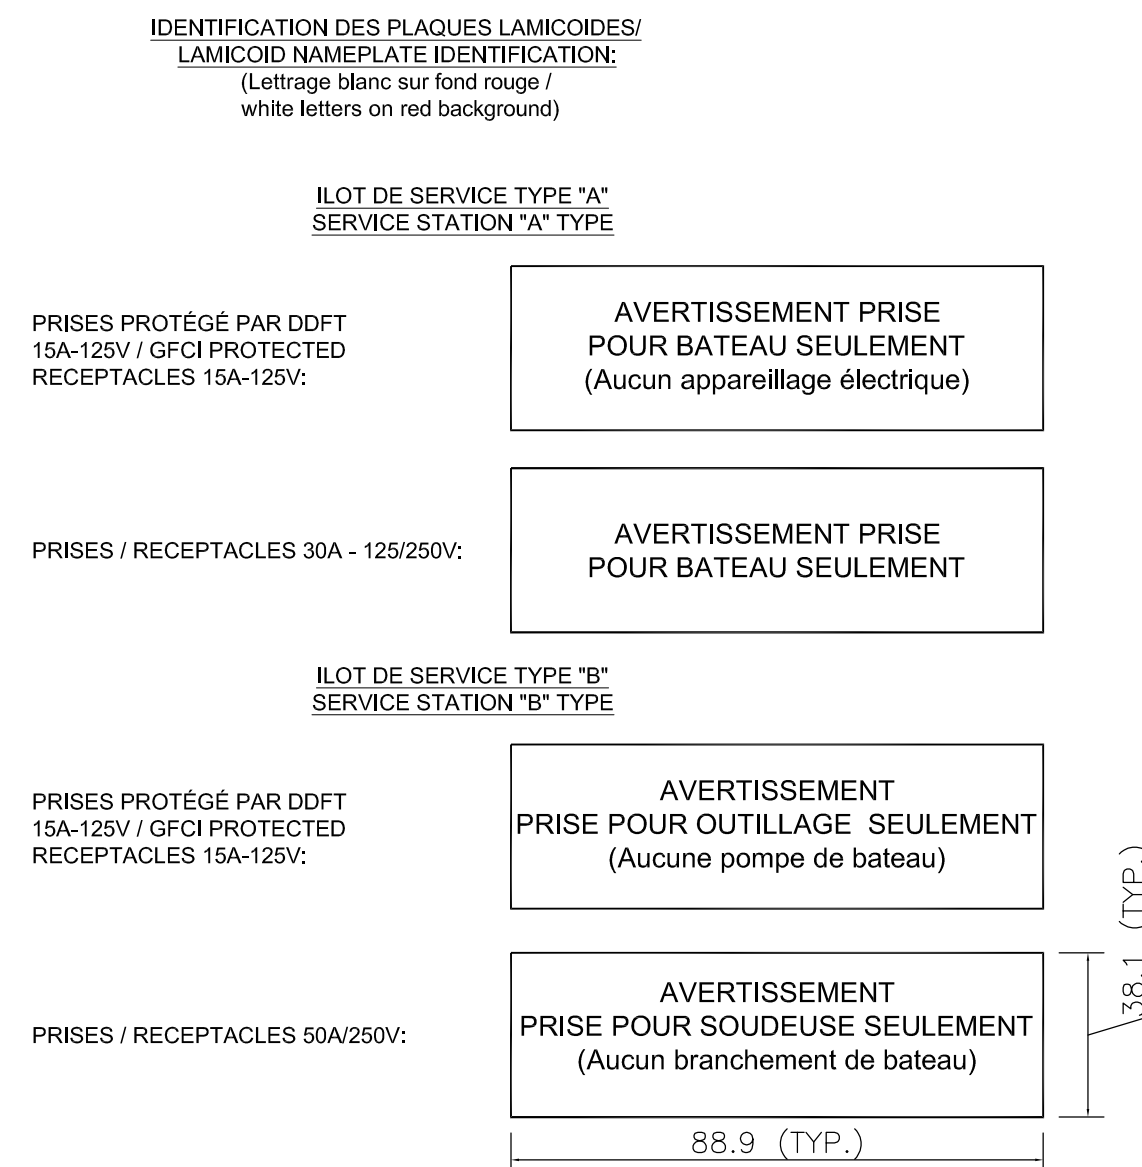 IDENTIFICATION DES PLAQUES LAMICOIDES/
LAMICOID NAMEPLATE IDENTIFICATION:
(Lettrage blanc sur fond rouge /
white letters on red background)
ILOT DE SERVICE TYPE "A"
SERVICE STATION "A" TYPE
PRISES PROTÉGÉ PAR DDFT
15A-125V / GFCI PROTECTED
RECEPTACLES 15A-125V:
AVERTISSEMENT PRISE
POUR BATEAU SEULEMENT
(Aucun appareillage électrique)
PRISES / RECEPTACLES 30A - 125/250V:
AVERTISSEMENT PRISE
POUR BATEAU SEULEMENT
ILOT DE SERVICE TYPE "B"
SERVICE STATION "B" TYPE
PRISES PROTÉGÉ PAR DDFT
15A-125V / GFCI PROTECTED
RECEPTACLES 15A-125V:
AVERTISSEMENT
PRISE POUR OUTILLAGE  SEULEMENT
(Aucune pompe de bateau)
PRISES / RECEPTACLES 50A/250V:
AVERTISSEMENT
PRISE POUR SOUDEUSE SEULEMENT
(Aucun branchement de bateau)
38.1 (TYP.)
88.9 (TYP.)